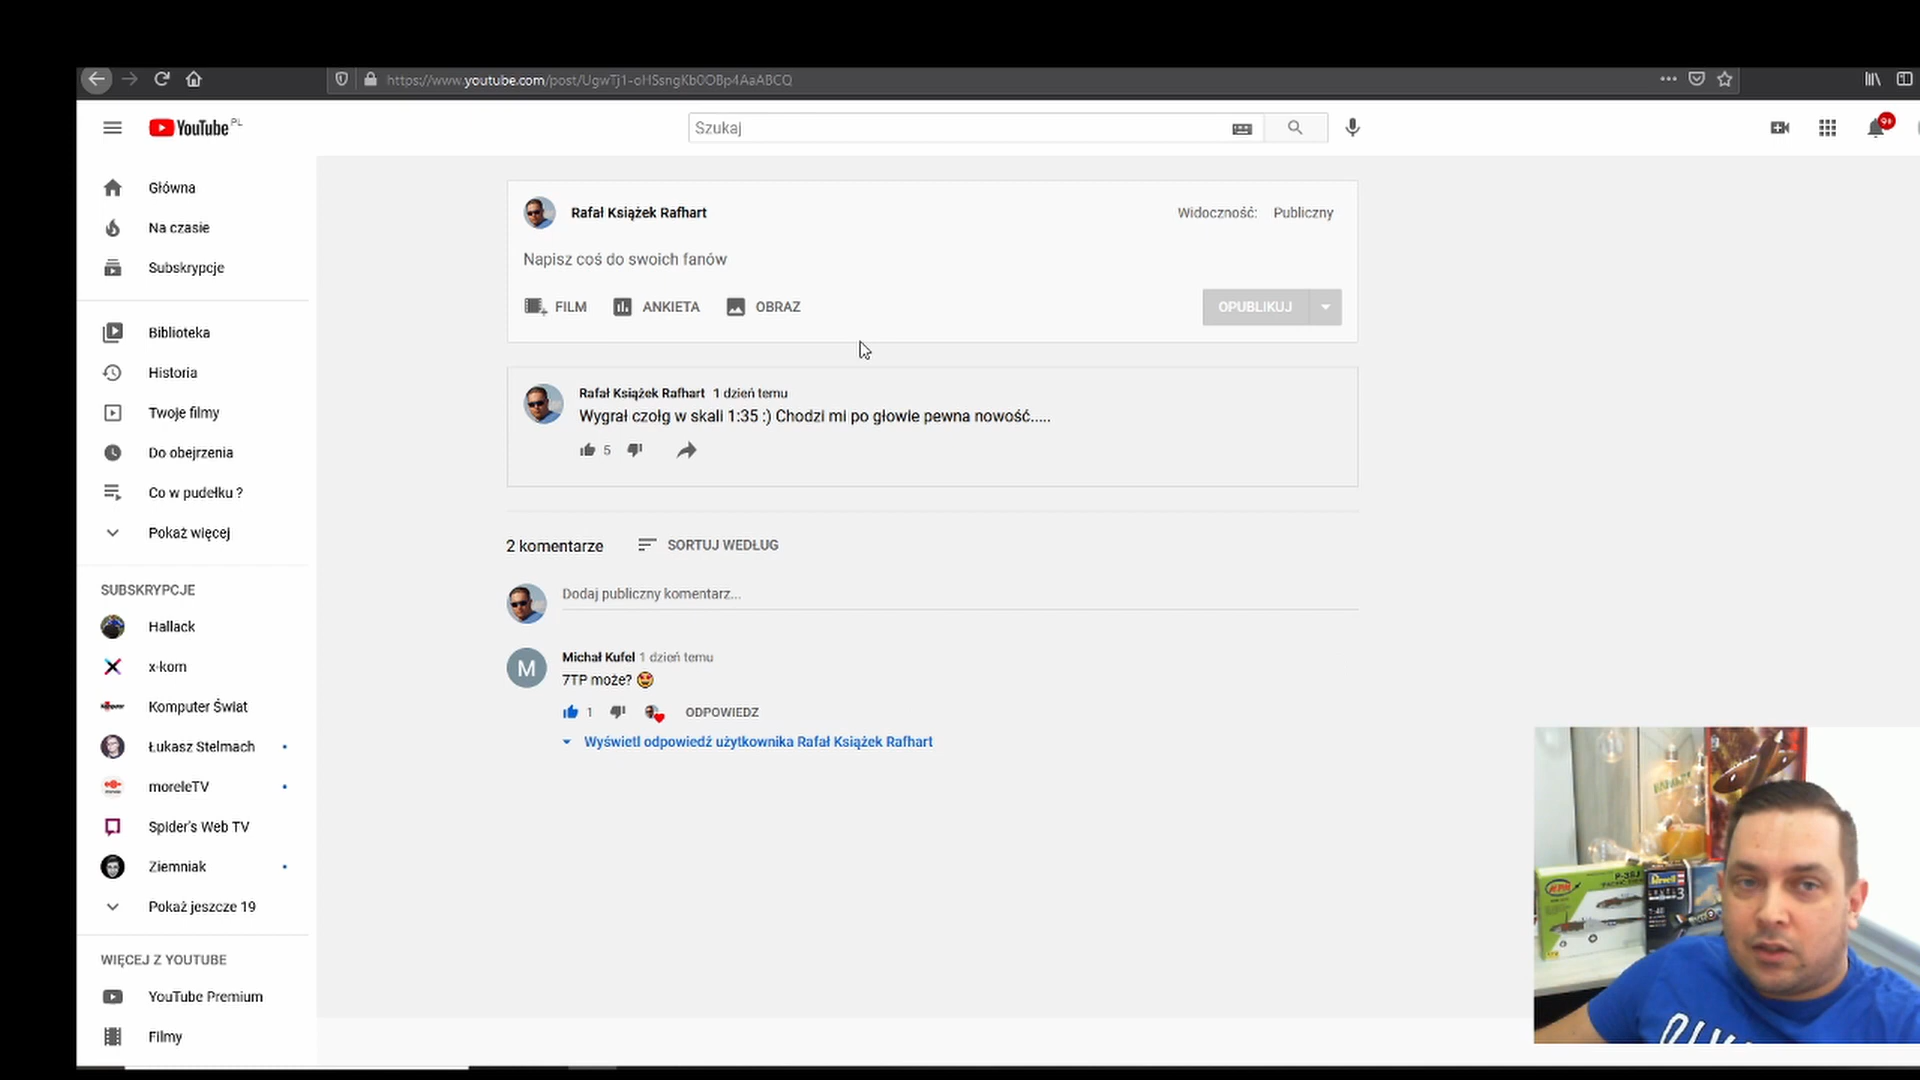 https://www.youtube.com/post/UgwTj1-oHSsngKb0OBp4AaABCQ
YouTube PL
Szukaj
9+
Główna
Na czasie
Subskrypcje
Biblioteka
Historia
Twoje filmy
Do obejrzenia
Co w pudełku ?
Pokaż więcej
SUBSKRYPCJE
Hallack
x-kom
Komputer Świat
Łukasz Stelmach
moreleTV
Spider's Web TV
Ziemniak
Pokaż jeszcze 19
WIĘCEJ Z YOUTUBE
YouTube Premium
Filmy
Rafał Książek Rafhart
Widoczność: Publiczny
Napisz coś do swoich fanów
FILM ANKIETA OBRAZ
OPUBLIKUJ
Rafał Książek Rafhart 1 dzień temu
Wygrał czołg w skali 1:35 :) Chodzi mi po głowie pewna nowość.....
5
2 komentarze
SORTUJ WEDŁUG
Dodaj publiczny komentarz...
M
Michał Kufel 1 dzień temu
7TP może?
1
ODPOWIEDZ
Wyświetl odpowiedź użytkownika Rafał Książek Rafhart
Revell
3